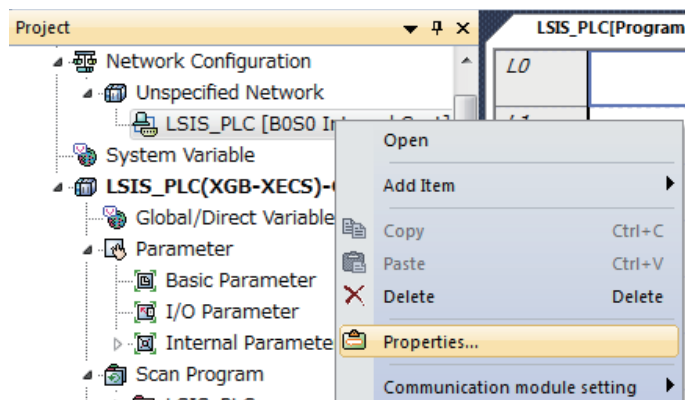 Project
LSIS_PLC[Program
Network Configuration
L0
Unspecified Network
LSIS_PLC [B0S0
Open
System Variable
Add Item
LSIS_PLC(XGB-XECS)-
Global/Direct Variable
Copy Ctrl+C
Parameter
Paste Ctrl+V
Basic Parameter
Delete Delete
I/O Parameter
Internal Paramete
Properties...
Scan Program
Communication module setting